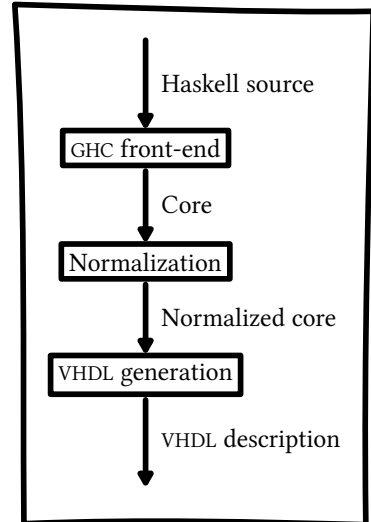 Haskell source
GHC front-end
Core
Normalization
Normalized core
VHDL generation
VHDL description